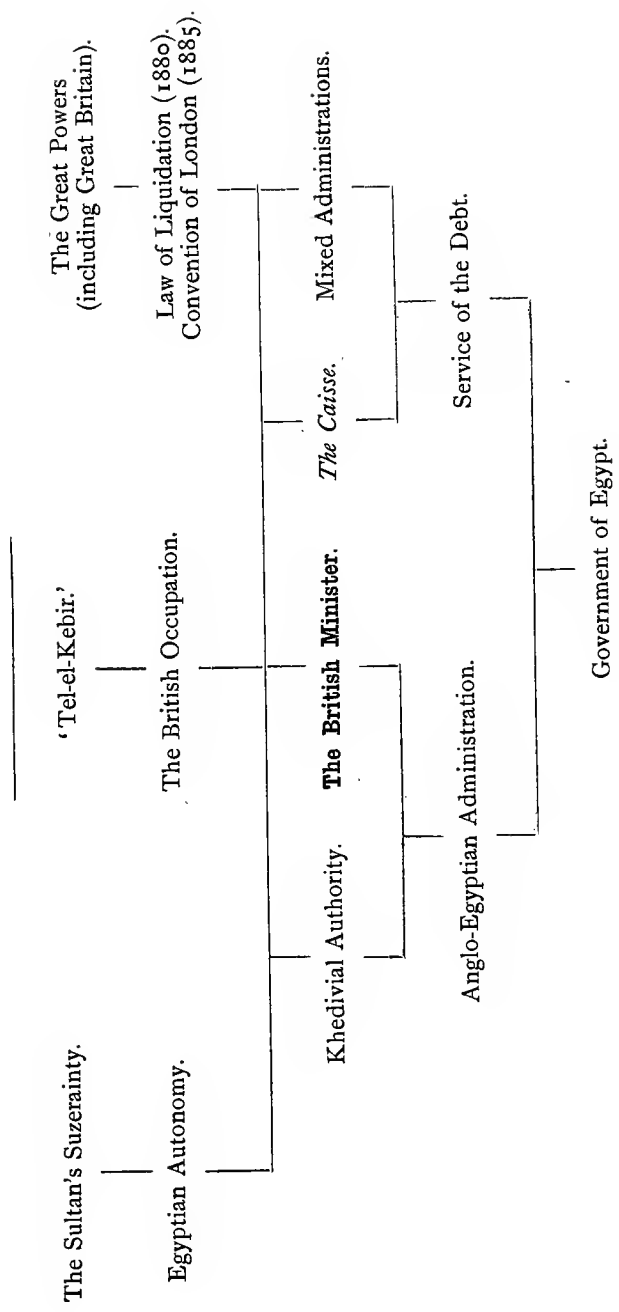 The Sultan's Suzerainty.
'Tel-el-Kebir.'
The Great Powers
(including Great Britain).
Egyptian Autonomy.
The British Occupation.
Law of Liquidation (1880).
Convention of London (1885).
Khedivial Authority.
The British Minister.
The Caisse.
Mixed Administrations.
Anglo-Egyptian Administration.
Service of the Debt.
Government of Egypt.